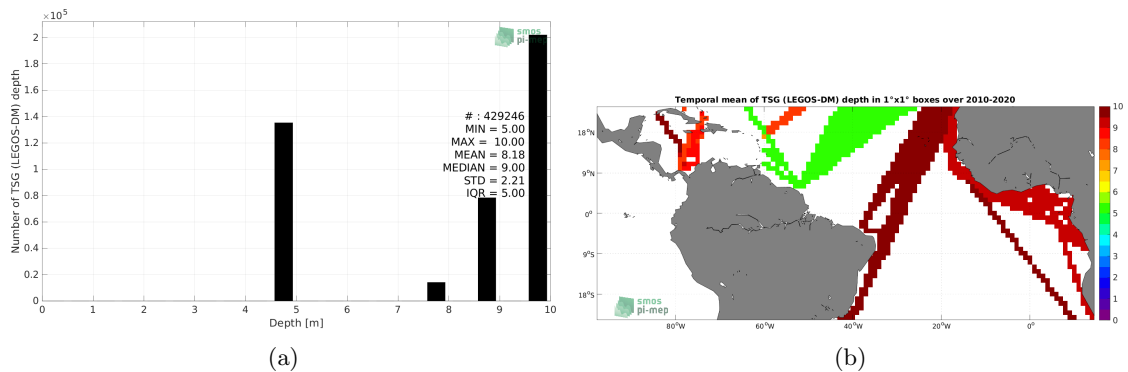 ×10⁵
2
1.8
1.6
1.4
1.2
1
0.8
0.6
0.4
0.2
0
Number of TSG (LEGOS-DM) depth
smos
pi-mep
# : 429246
MIN = 5.00
MAX = 10.00
MEAN = 8.18
MEDIAN = 9.00
STD = 2.21
IQR = 5.00
0 1 2 3 4 5 6 7 8 9 10
Depth [m]
(a)
Temporal mean of TSG (LEGOS-DM) depth in 1°x1° boxes over 2010-2020
18°N
9°N
0°
9°S
18°S
smos
pi-mep
80°W 60°W 40°W 20°W 0°
10
9
8
7
6
5
4
3
2
1
0
(b)